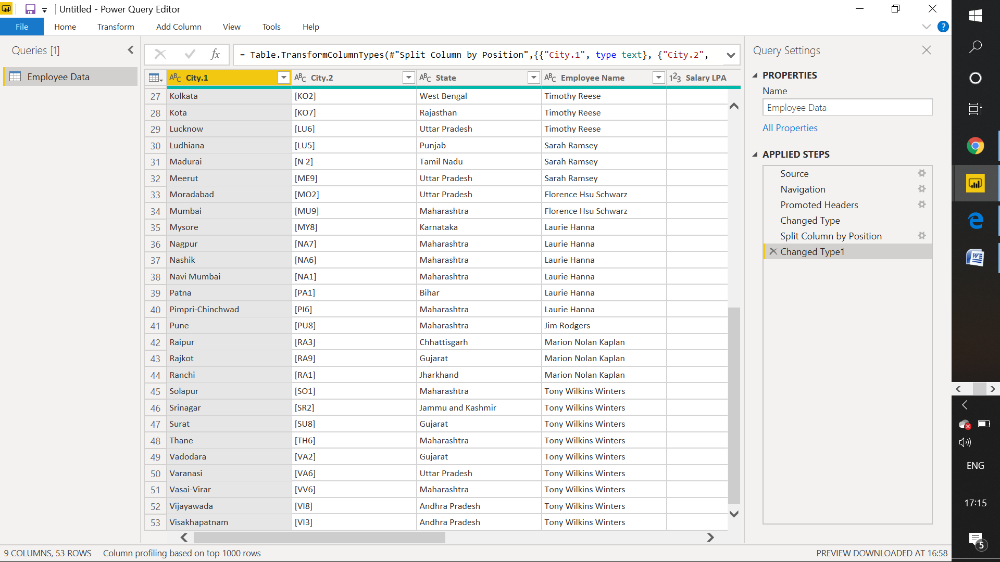 Untitled - Power Query Editor
File Home Transform Add Column View Tools Help
Queries [1]
Employee Data
fx = Table.TransformColumnTypes(#"Split Column by Position",{{"City.1", type text}, {"City.2",
ABC City.1 ABC City.2 ABC State ABC Employee Name 123 Salary LPA
27 Kolkata [KO2] West Bengal Timothy Reese
28 Kota [KO7] Rajasthan Timothy Reese
29 Lucknow [LU6] Uttar Pradesh Timothy Reese
30 Ludhiana [LU5] Punjab Sarah Ramsey
31 Madurai [N 2] Tamil Nadu Sarah Ramsey
32 Meerut [ME9] Uttar Pradesh Sarah Ramsey
33 Moradabad [MO2] Uttar Pradesh Florence Hsu Schwarz
34 Mumbai [MU9] Maharashtra Florence Hsu Schwarz
35 Mysore [MY8] Karnataka Laurie Hanna
36 Nagpur [NA7] Maharashtra Laurie Hanna
37 Nashik [NA6] Maharashtra Laurie Hanna
38 Navi Mumbai [NA1] Maharashtra Laurie Hanna
39 Patna [PA1] Bihar Laurie Hanna
40 Pimpri-Chinchwad [PI6] Maharashtra Laurie Hanna
41 Pune [PU8] Maharashtra Jim Rodgers
42 Raipur [RA3] Chhattisgarh Marion Nolan Kaplan
43 Rajkot [RA9] Gujarat Marion Nolan Kaplan
44 Ranchi [RA1] Jharkhand Marion Nolan Kaplan
45 Solapur [SO1] Maharashtra Tony Wilkins Winters
46 Srinagar [SR2] Jammu and Kashmir Tony Wilkins Winters
47 Surat [SU8] Gujarat Tony Wilkins Winters
48 Thane [TH6] Maharashtra Tony Wilkins Winters
49 Vadodara [VA2] Gujarat Tony Wilkins Winters
50 Varanasi [VA6] Uttar Pradesh Tony Wilkins Winters
51 Vasai-Virar [VV6] Maharashtra Tony Wilkins Winters
52 Vijayawada [VI8] Andhra Pradesh Tony Wilkins Winters
53 Visakhapatnam [VI3] Andhra Pradesh Tony Wilkins Winters
9 COLUMNS, 53 ROWS Column profiling based on top 1000 rows
Query Settings
PROPERTIES
Name
Employee Data
All Properties
APPLIED STEPS
Source
Navigation
Promoted Headers
Changed Type
Split Column by Position
Changed Type1
PREVIEW DOWNLOADED AT 16:58
ENG
17:15
5